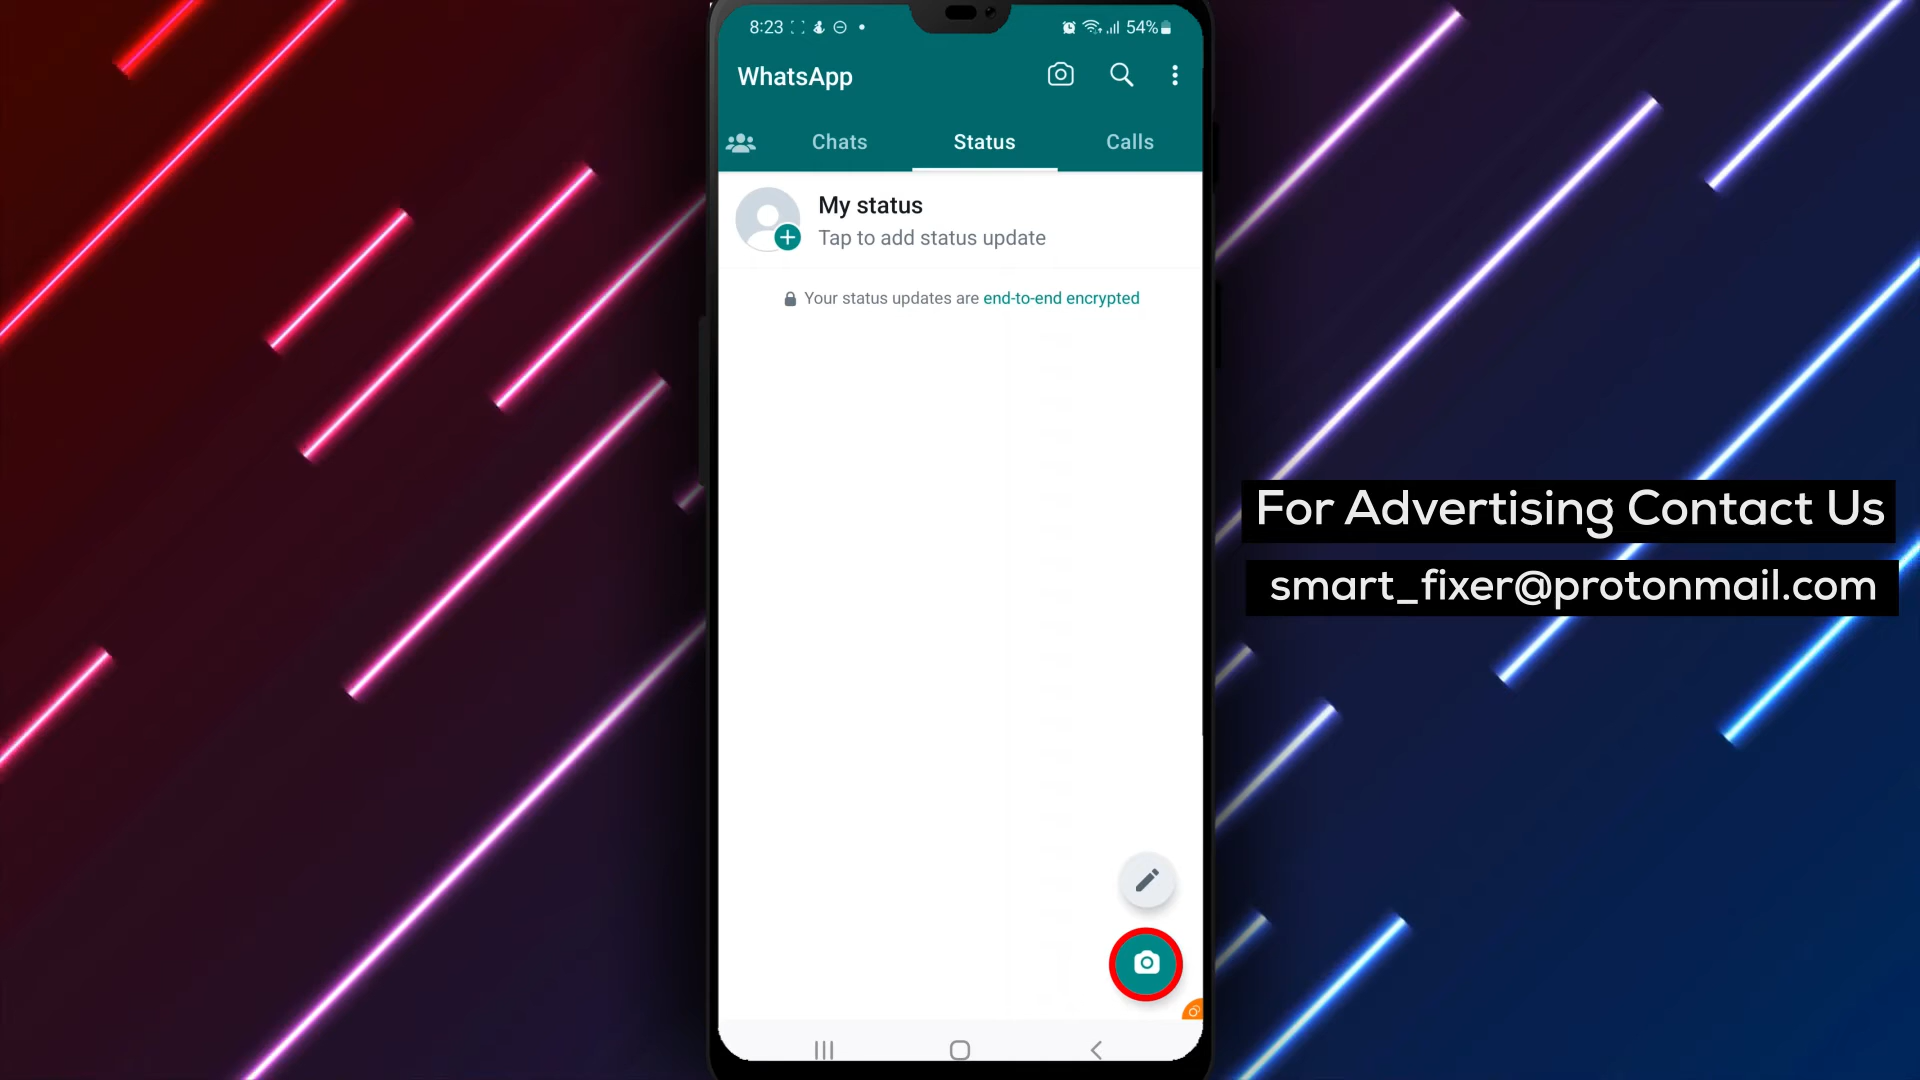 8:23
54%
WhatsApp
Chats
Status
Calls
My status
Tap to add status update
Your status updates are end-to-end encrypted
For Advertising Contact Us
smart_fixer@protonmail.com